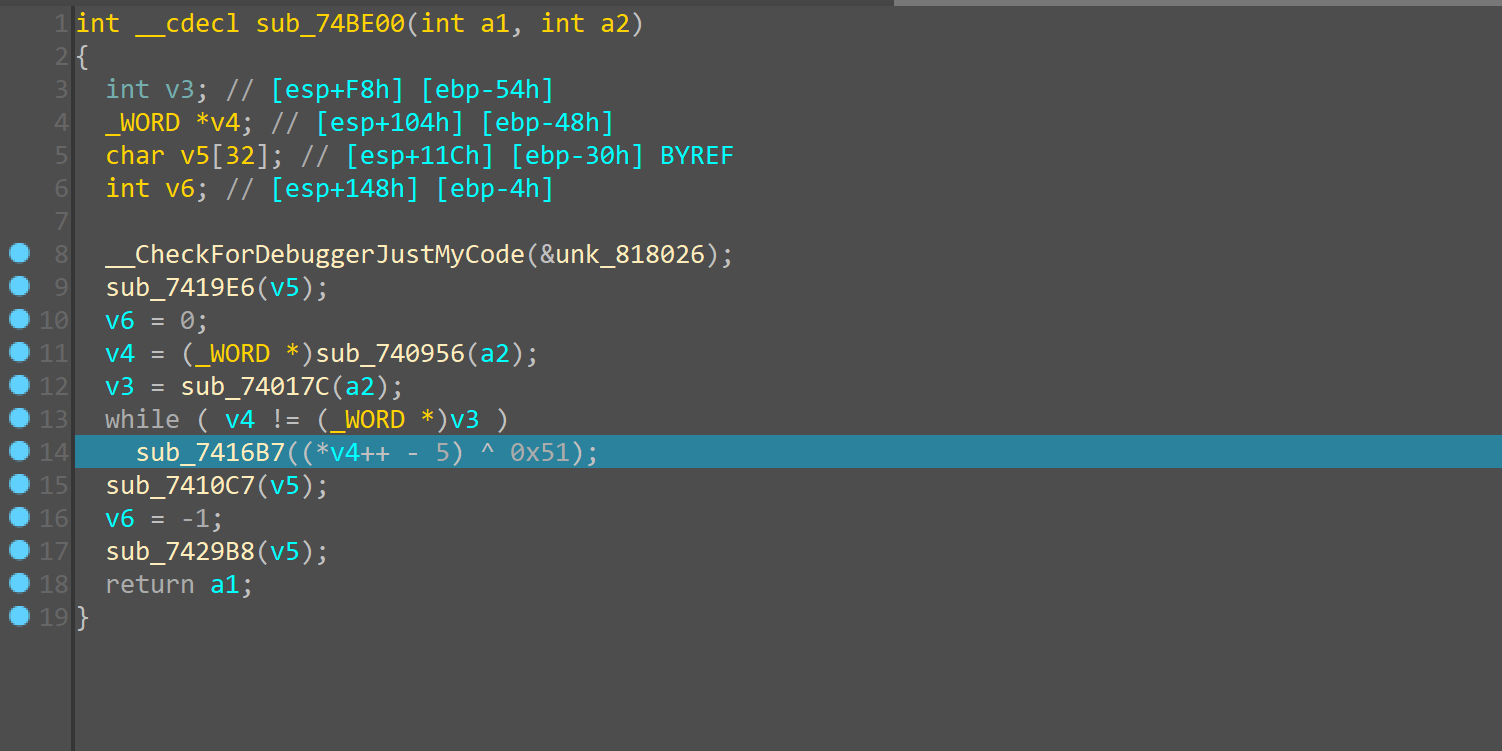 1 int __cdecl sub_74BE00(int a1, int a2)
2 {
3   int v3; // [esp+F8h] [ebp-54h]
4   _WORD *v4; // [esp+104h] [ebp-48h]
5   char v5[32]; // [esp+11Ch] [ebp-30h] BYREF
6   int v6; // [esp+148h] [ebp-4h]
7
8   __CheckForDebuggerJustMyCode(&unk_818026);
9   sub_7419E6(v5);
10   v6 = 0;
11   v4 = (_WORD *)sub_740956(a2);
12   v3 = sub_74017C(a2);
13   while ( v4 != (_WORD *)v3 )
14     sub_7416B7((*v4++ - 5) ^ 0x51);
15   sub_7410C7(v5);
16   v6 = -1;
17   sub_7429B8(v5);
18   return a1;
19 }